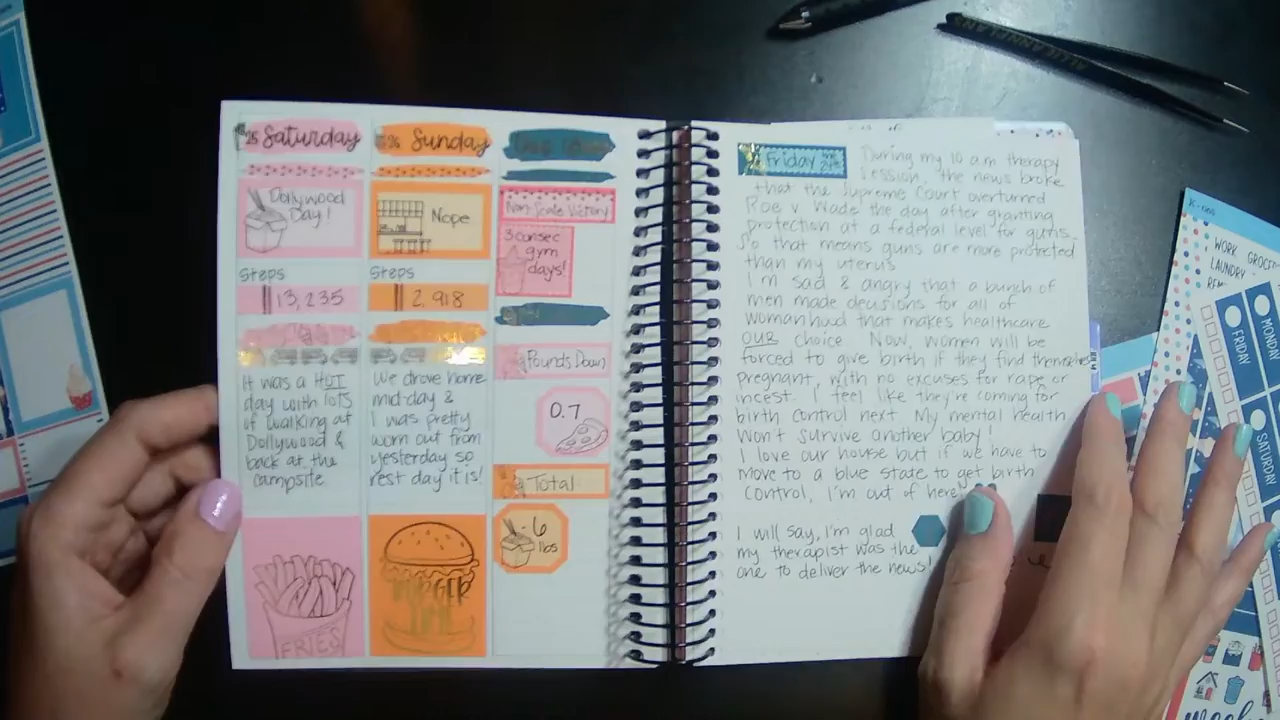 25 Saturday
Dollywood
Day!
Steps
13,235
It was a HOT
day with lots
of walking at
Dollywood &
back at the
campsite
FRIES
26 Sunday
Nope
Steps
2,918
We drove home
mid-day &
I was pretty
worn out from
yesterday so
rest day it is!
BURGER
TIME
Non-Scale Victory
3 consec
gym
days!
Pounds Down
0.7
Total
-6
lbs
Friday
During my 10 a.m therapy
session, the news broke
that the Supreme Court overturned
Roe v. Wade the day after granting
protection at a federal level for guns.
So that means guns are more protected
than my uterus
I'm sad & angry that a bunch of
men made decisions for all of
womanhood that makes healthcare
OUR choice. Now, women will be
forced to give birth if they find themselves
pregnant, with no excuses for rape or
incest. I feel like they're coming for
birth control next. My mental health
won't survive another baby!
I love our house but if we have to
move to a blue state to get birth
control, I'm out of here!
I will say, I'm glad
my therapist was the
one to deliver the news!
WORK
LAUNDRY
MONDAY
FRIDAY
SATURDAY